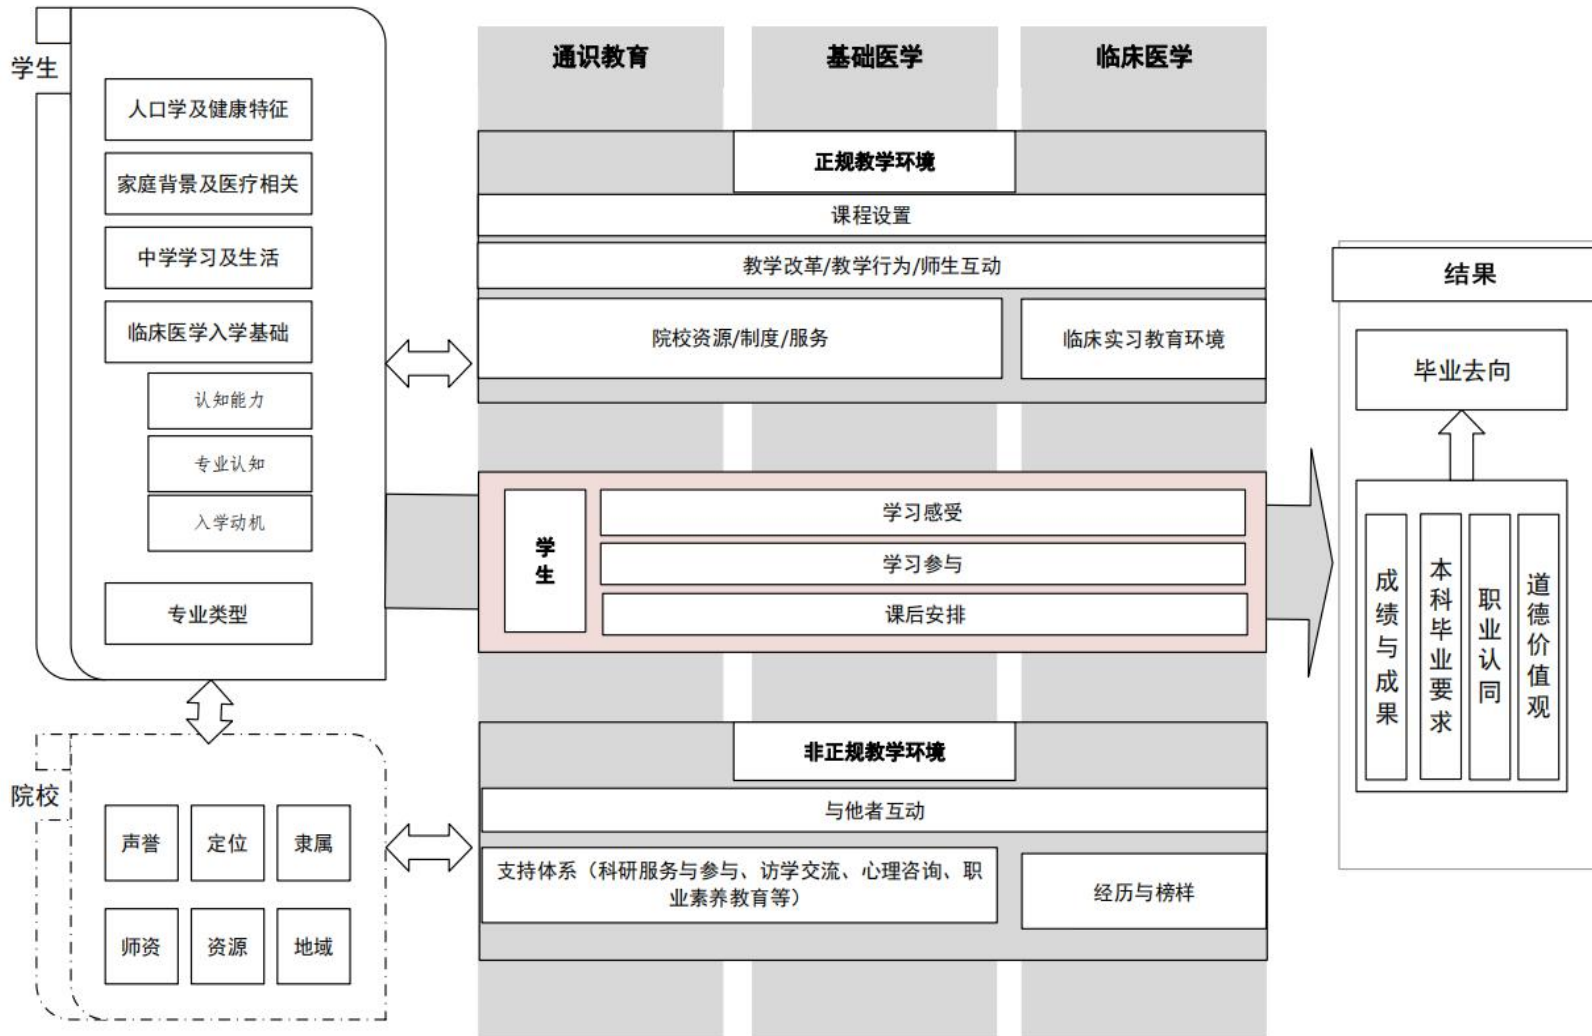 学生
人口学及健康特征
家庭背景及医疗相关
中学学习及生活
临床医学入学基础
认知能力
专业认知
入学动机
专业类型
院校
声誉
定位
隶属
师资
资源
地域
通识教育
基础医学
临床医学
正规教学环境
课程设置
教学改革/教学行为/师生互动
院校资源/制度/服务
临床实习教育环境
学生
学习感受
学习参与
课后安排
非正规教学环境
与他者互动
支持体系（科研服务与参与、访学交流、心理咨询、职
业素养教育等）
经历与榜样
结果
毕业去向
成绩与成果
本科毕业要求
职业认同
道德价值观